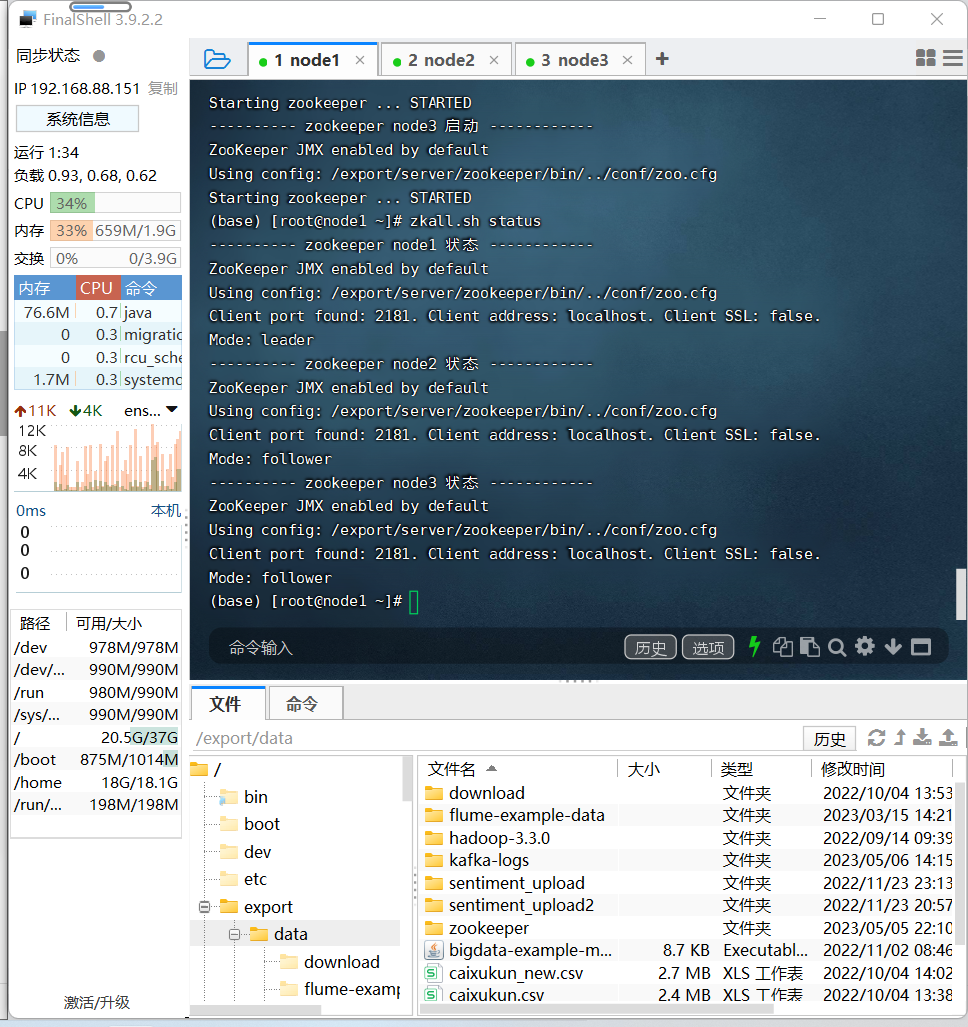 FinalShell 3.9.2.2
同步状态
IP 192.168.88.151 复制
系统信息
运行 1:34
负载 0.93, 0.68, 0.62
CPU 34%
内存 33% 659M/1.9G
交换 0% 0/3.9G
内存 CPU 命令
76.6M 0.7 java
0 0.3 migratic
0 0.3 rcu_sche
1.7M 0.3 systemd
11K 4K ens...
12K
8K
4K
0ms 本机
0
0
0
路径 可用/大小
/dev 978M/978M
/dev/... 990M/990M
/run 980M/990M
/sys/... 990M/990M
/ 20.5G/37G
/boot 875M/1014M
/home 18G/18.1G
/run/... 198M/198M
激活/升级
1 node1 2 node2 3 node3
Starting zookeeper ... STARTED
---------- zookeeper node3 启动 ------------
ZooKeeper JMX enabled by default
Using config: /export/server/zookeeper/bin/../conf/zoo.cfg
Starting zookeeper ... STARTED
(base) [root@node1 ~]# zkall.sh status
---------- zookeeper node1 状态 ------------
ZooKeeper JMX enabled by default
Using config: /export/server/zookeeper/bin/../conf/zoo.cfg
Client port found: 2181. Client address: localhost. Client SSL: false.
Mode: leader
---------- zookeeper node2 状态 ------------
ZooKeeper JMX enabled by default
Using config: /export/server/zookeeper/bin/../conf/zoo.cfg
Client port found: 2181. Client address: localhost. Client SSL: false.
Mode: follower
---------- zookeeper node3 状态 ------------
ZooKeeper JMX enabled by default
Using config: /export/server/zookeeper/bin/../conf/zoo.cfg
Client port found: 2181. Client address: localhost. Client SSL: false.
Mode: follower
(base) [root@node1 ~]#
命令输入 历史 选项
文件 命令
/export/data 历史
/
bin
boot
dev
etc
export
data
download
flume-examp
文件名 大小 类型 修改时间
download 文件夹 2022/10/04 13:53
flume-example-data 文件夹 2023/03/15 14:21
hadoop-3.3.0 文件夹 2022/09/14 09:39
kafka-logs 文件夹 2023/05/06 14:15
sentiment_upload 文件夹 2022/11/23 23:13
sentiment_upload2 文件夹 2022/11/23 20:57
zookeeper 文件夹 2023/05/05 22:10
bigdata-example-m... 8.7 KB Executabl... 2022/11/02 08:46
caixukun_new.csv 2.7 MB XLS 工作表 2022/10/04 14:02
caixukun.csv 2.4 MB XLS 工作表 2022/10/04 13:38